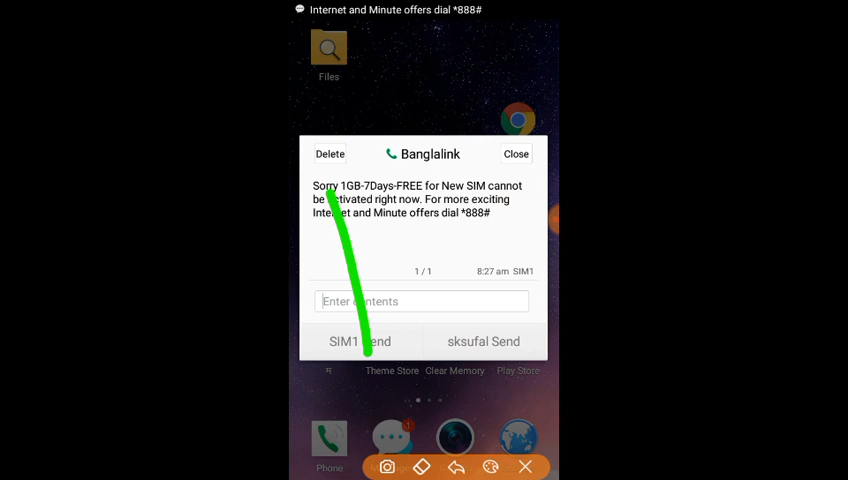 Internet and Minute offers dial *888#
Files
Delete
Banglalink
Close
Sorry 1GB-7Days-FREE for New SIM cannot
be activated right now. For more exciting
Internet and Minute offers dial *888#
1 / 1
8:27 am SIM1
Enter contents
SIM1 Send
sksufal Send
Theme Store
Clear Memory
Play Store
1
Phone